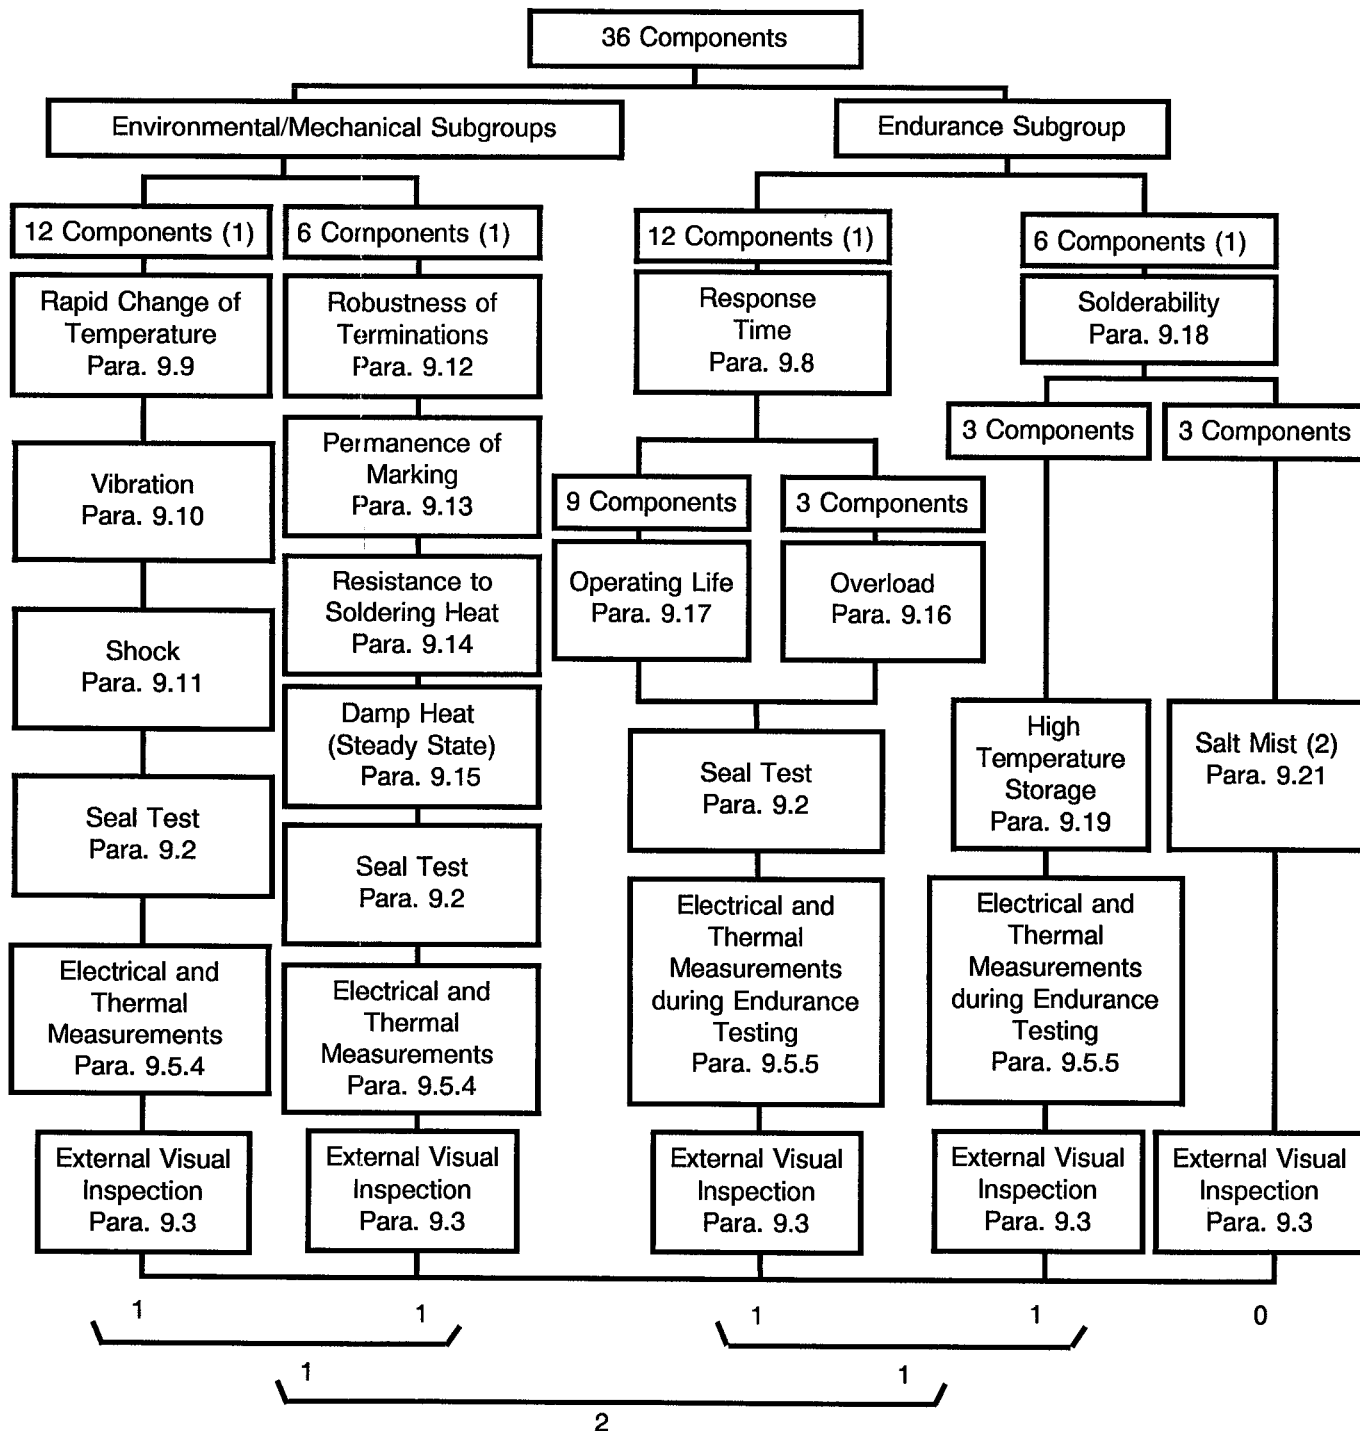 36 Components
Environmental/Mechanical Subgroups
Endurance Subgroup
12 Components (1)
6 Components (1)
12 Components (1)
6 Components (1)
Rapid Change of
Temperature
Para. 9.9
Robustness of
Terminations
Para. 9.12
Response
Time
Para. 9.8
Solderability
Para. 9.18
3 Components
3 Components
Vibration
Para. 9.10
Permanence of
Marking
Para. 9.13
9 Components
3 Components
Operating Life
Para. 9.17
Overload
Para. 9.16
Shock
Para. 9.11
Resistance to
Soldering Heat
Para. 9.14
Damp Heat
(Steady State)
Para. 9.15
Seal Test
Para. 9.2
High
Temperature
Storage
Para. 9.19
Salt Mist (2)
Para. 9.21
Seal Test
Para. 9.2
Seal Test
Para. 9.2
Electrical and
Thermal
Measurements
during Endurance
Testing
Para. 9.5.5
Electrical and
Thermal
Measurements
during Endurance
Testing
Para. 9.5.5
Electrical and
Thermal
Measurements
Para. 9.5.4
Electrical and
Thermal
Measurements
Para. 9.5.4
External Visual
Inspection
Para. 9.3
External Visual
Inspection
Para. 9.3
External Visual
Inspection
Para. 9.3
External Visual
Inspection
Para. 9.3
External Visual
Inspection
Para. 9.3
1
1
1
1
0
1
1
2